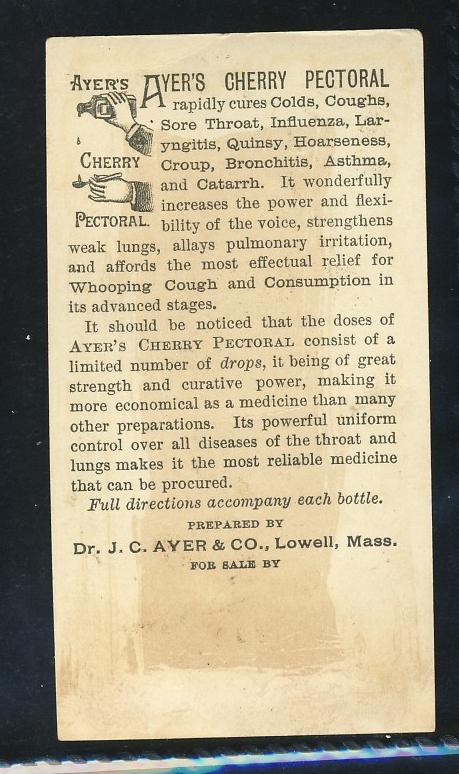 AYER'S
CHERRY
PECTORAL.
AYER'S CHERRY PECTORAL
rapidly cures Colds, Coughs,
Sore Throat, Influenza, Lar-
yngitis, Quinsy, Hoarseness,
Croup, Bronchitis, Asthma,
and Catarrh. It wonderfully
increases the power and flexi-
bility of the voice, strengthens
weak lungs, allays pulmonary irritation,
and affords the most effectual relief for
Whooping Cough and Consumption in
its advanced stages.
It should be noticed that the doses of
AYER'S CHERRY PECTORAL consist of a
limited number of drops, it being of great
strength and curative power, making it
more economical as a medicine than many
other preparations. Its powerful uniform
control over all diseases of the throat and
lungs makes it the most reliable medicine
that can be procured.
Full directions accompany each bottle.
PREPARED BY
Dr. J. C. AYER & CO., Lowell, Mass.
FOR SALE BY